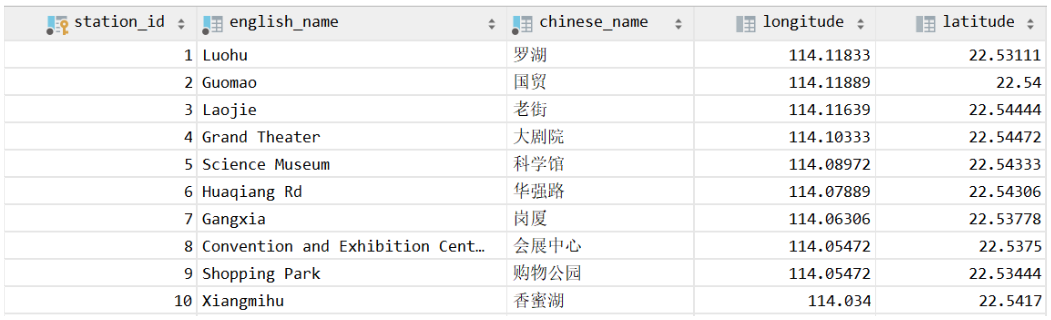 station_id english_name chinese_name longitude latitude
1 Luohu 罗湖 114.11833 22.53111
2 Guomao 国贸 114.11889 22.54
3 Laojie 老街 114.11639 22.54444
4 Grand Theater 大剧院 114.10333 22.54472
5 Science Museum 科学馆 114.08972 22.54333
6 Huaqiang Rd 华强路 114.07889 22.54306
7 Gangxia 岗厦 114.06306 22.53778
8 Convention and Exhibition Cent… 会展中心 114.05472 22.5375
9 Shopping Park 购物公园 114.05472 22.53444
10 Xiangmihu 香蜜湖 114.034 22.5417